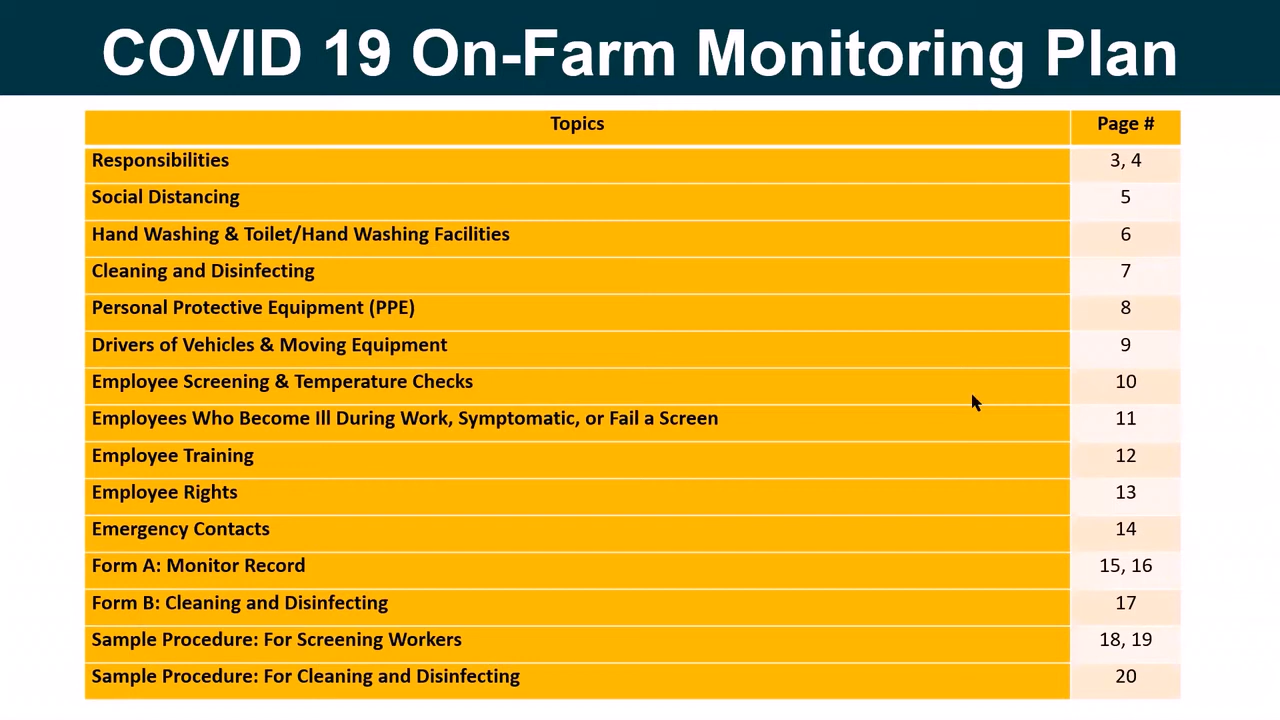 COVID 19 On-Farm Monitoring Plan
Topics Page #
Responsibilities 3, 4
Social Distancing 5
Hand Washing & Toilet/Hand Washing Facilities 6
Cleaning and Disinfecting 7
Personal Protective Equipment (PPE) 8
Drivers of Vehicles & Moving Equipment 9
Employee Screening & Temperature Checks 10
Employees Who Become Ill During Work, Symptomatic, or Fail a Screen 11
Employee Training 12
Employee Rights 13
Emergency Contacts 14
Form A: Monitor Record 15, 16
Form B: Cleaning and Disinfecting 17
Sample Procedure: For Screening Workers 18, 19
Sample Procedure: For Cleaning and Disinfecting 20